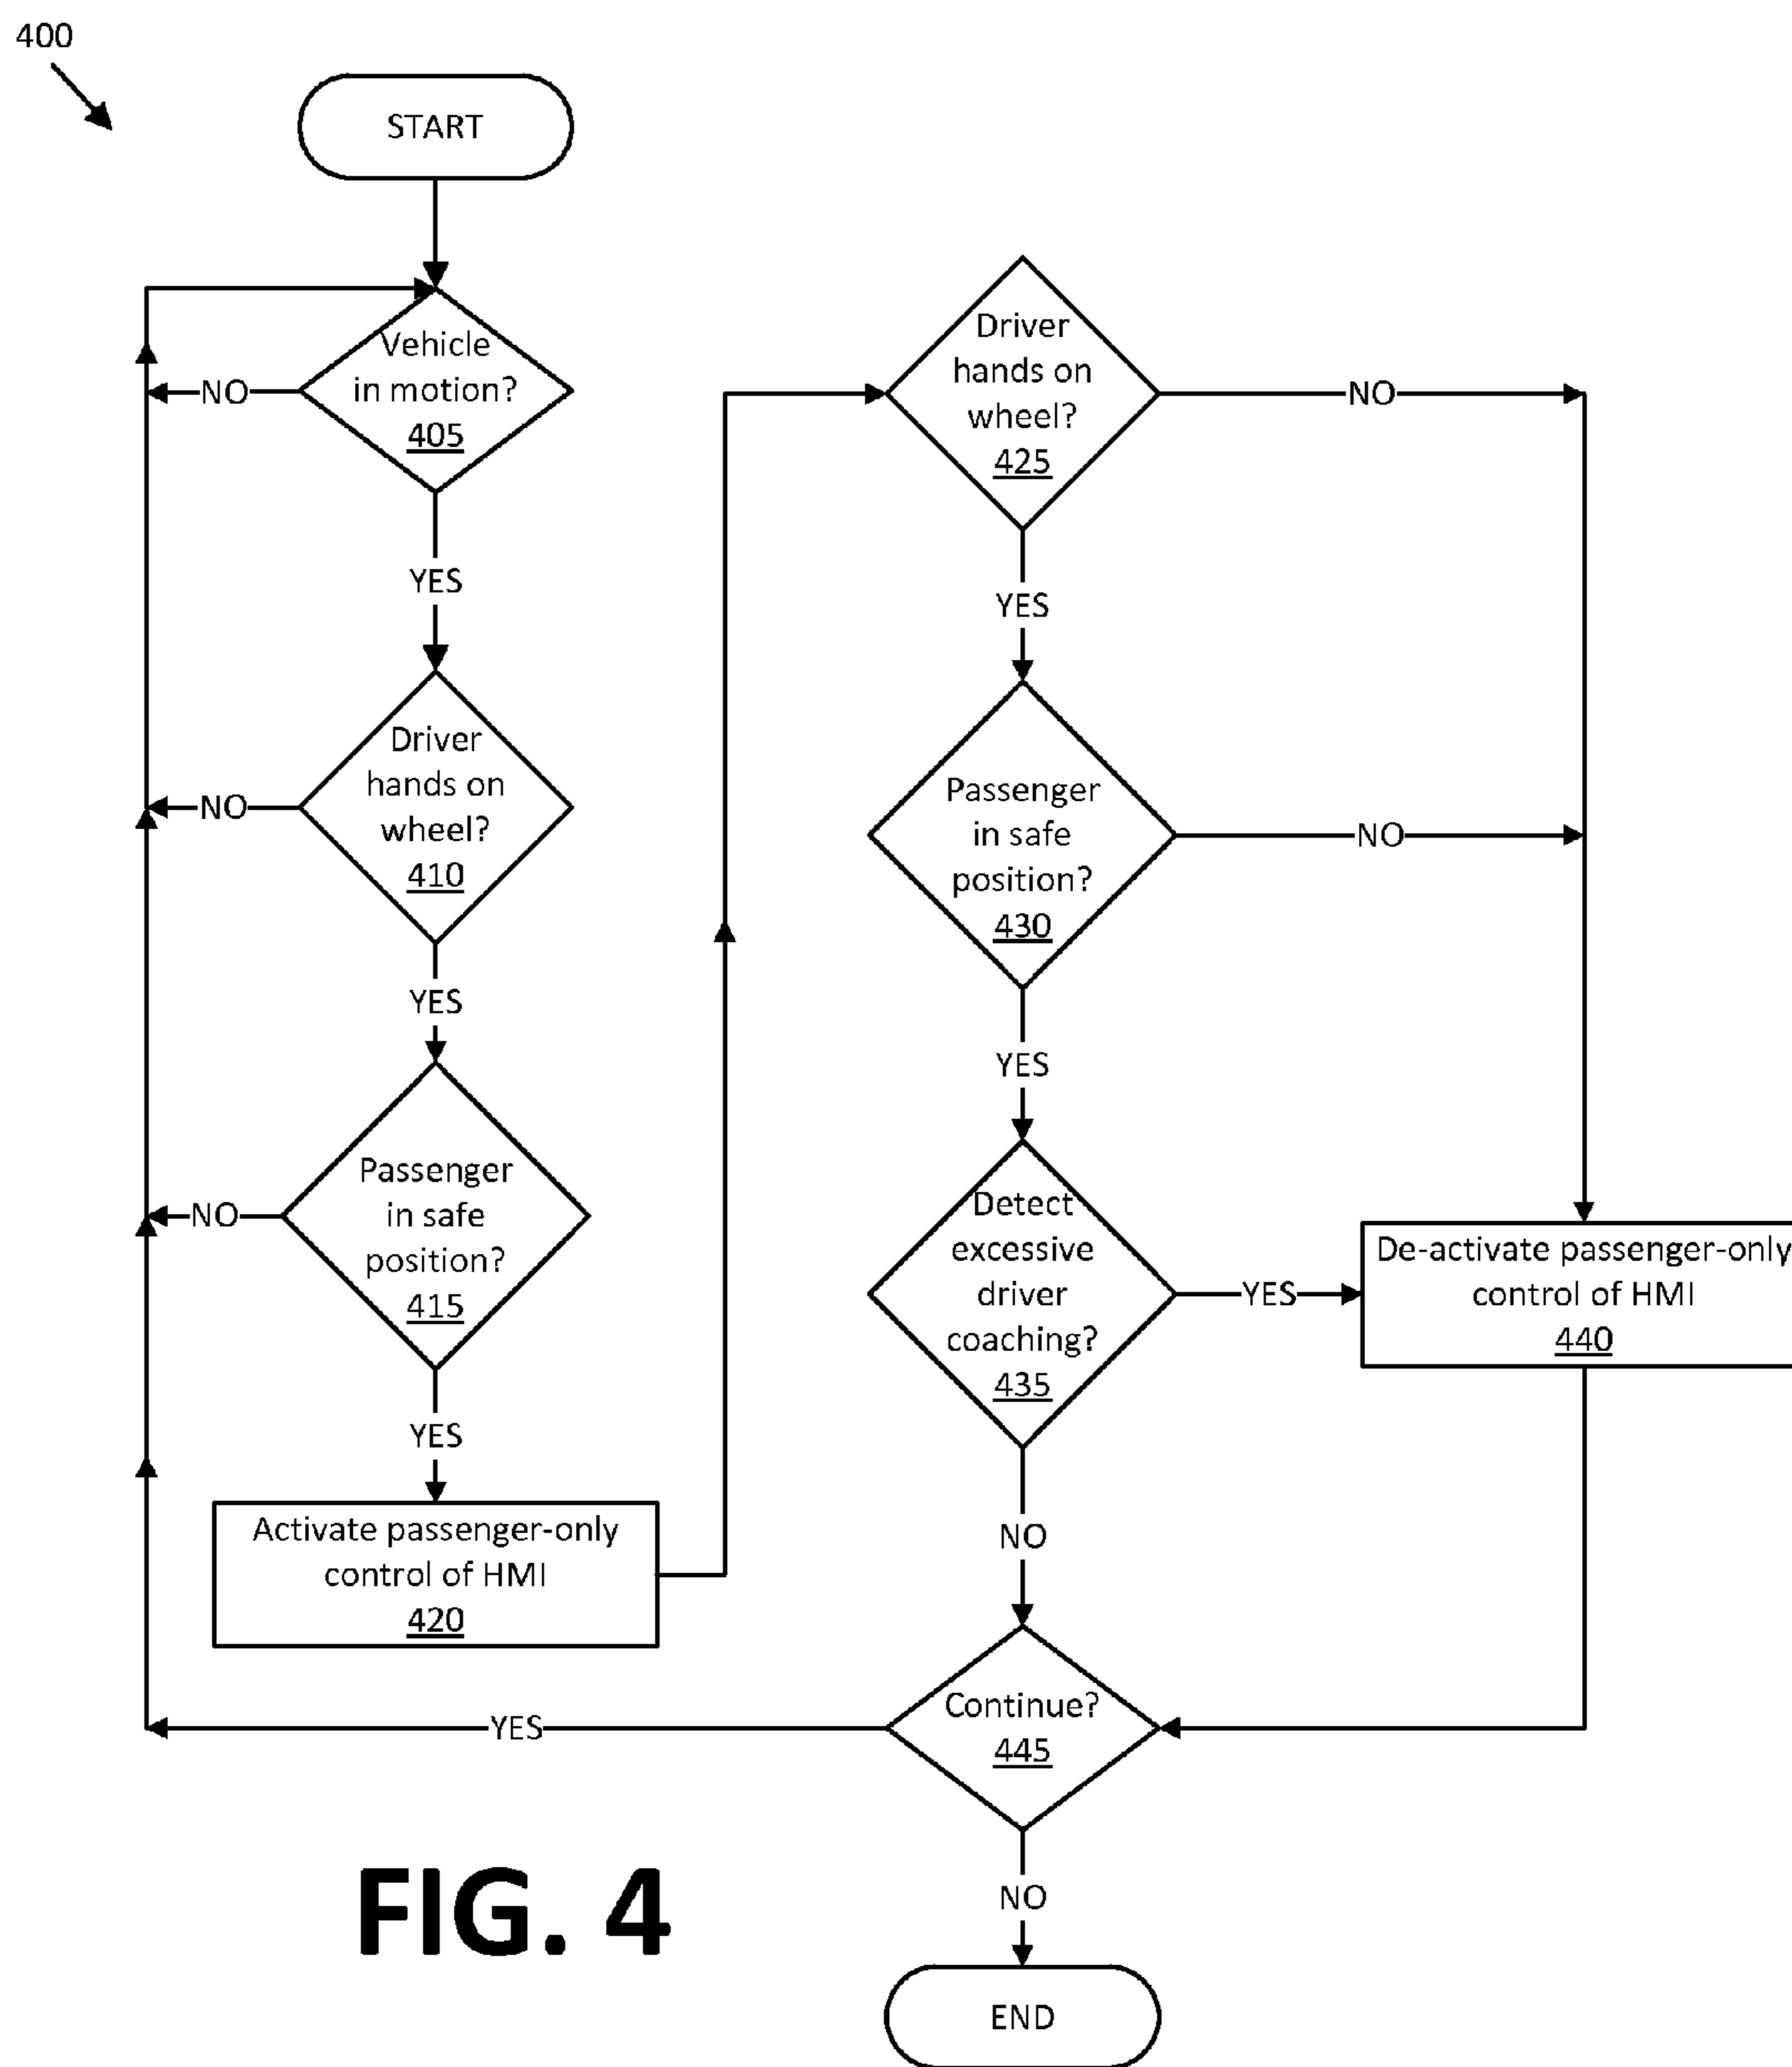 400
START
Vehicle
in motion?
405
NO
YES
Driver
hands on
wheel?
410
NO
YES
Passenger
in safe
position?
415
NO
YES
Activate passenger-only
control of HMI
420
Driver
hands on
wheel?
425
NO
YES
Passenger
in safe
position?
430
NO
YES
Detect
excessive
driver
coaching?
435
YES
De-activate passenger-only
control of HMI
440
NO
Continue?
445
YES
NO
END
FIG. 4